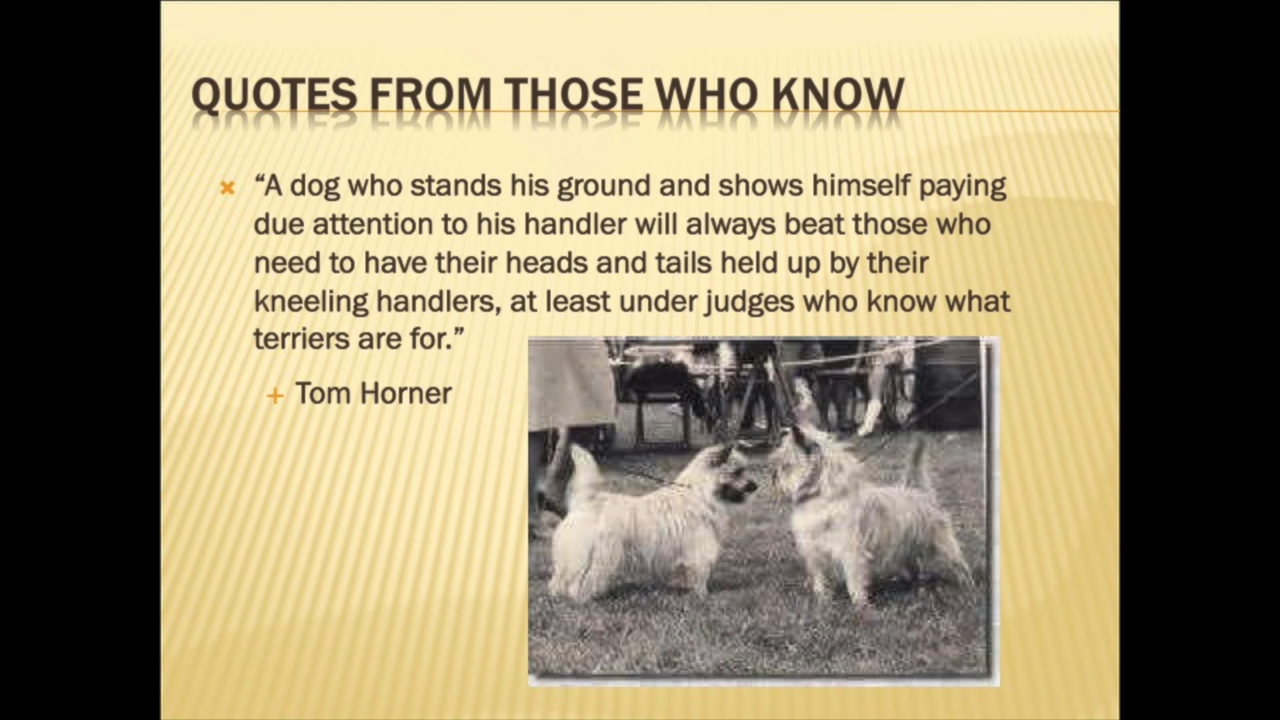 QUOTES FROM THOSE WHO KNOW
“A dog who stands his ground and shows himself paying
due attention to his handler will always beat those who
need to have their heads and tails held up by their
kneeling handlers, at least under judges who know what
terriers are for.”
Tom Horner